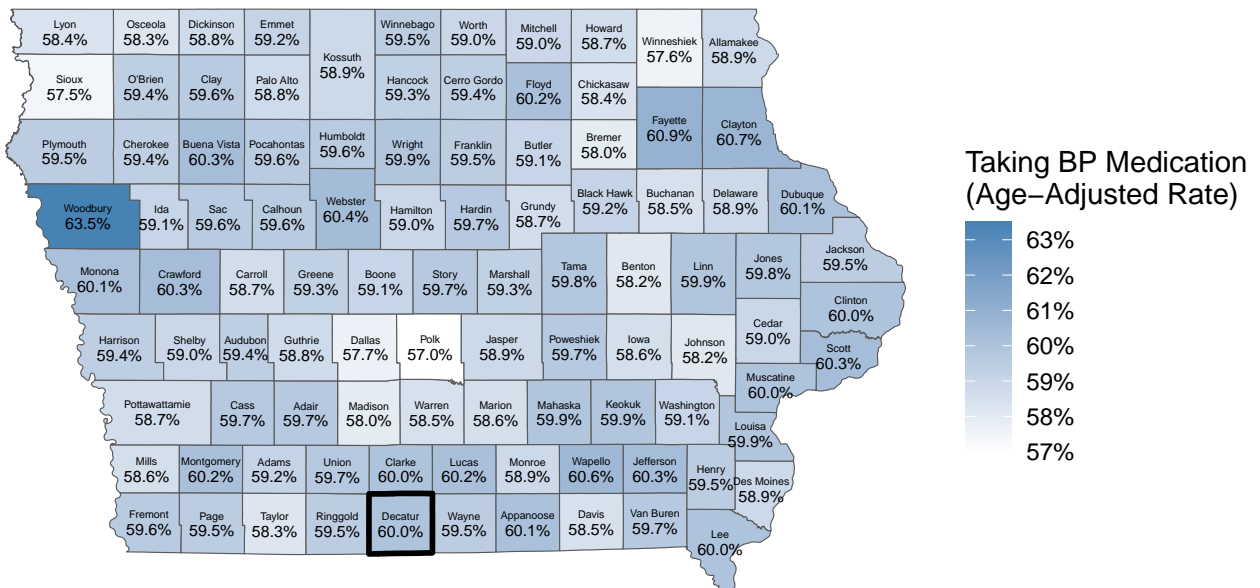 Lyon
58.4%
Osceola
58.3%
Dickinson
58.8%
Emmet
59.2%
Kossuth
58.9%
Winnebago
59.5%
Worth
59.0%
Mitchell
59.0%
Howard
58.7%
Winneshiek
57.6%
Allamakee
58.9%
Sioux
57.5%
O'Brien
59.4%
Clay
59.6%
Palo Alto
58.8%
Hancock
59.3%
Cerro Gordo
59.4%
Floyd
60.2%
Chickasaw
58.4%
Fayette
60.9%
Clayton
60.7%
Plymouth
59.5%
Cherokee
59.4%
Buena Vista
60.3%
Pocahontas
59.6%
Humboldt
59.6%
Wright
59.9%
Franklin
59.5%
Butler
59.1%
Bremer
58.0%
Woodbury
63.5%
Ida
59.1%
Sac
59.6%
Calhoun
59.6%
Webster
60.4%
Hamilton
59.0%
Hardin
59.7%
Grundy
58.7%
Black Hawk
59.2%
Buchanan
58.5%
Delaware
58.9%
Dubuque
60.1%
Monona
60.1%
Crawford
60.3%
Carroll
58.7%
Greene
59.3%
Boone
59.1%
Story
59.7%
Marshall
59.3%
Tama
59.8%
Benton
58.2%
Linn
59.9%
Jones
59.8%
Jackson
59.5%
Clinton
60.0%
Harrison
59.4%
Shelby
59.0%
Audubon
59.4%
Guthrie
58.8%
Dallas
57.7%
Polk
57.0%
Jasper
58.9%
Poweshiek
59.7%
Iowa
58.6%
Johnson
58.2%
Cedar
59.0%
Scott
60.3%
Muscatine
60.0%
Pottawattamie
58.7%
Cass
59.7%
Adair
59.7%
Madison
58.0%
Warren
58.5%
Marion
58.6%
Mahaska
59.9%
Keokuk
59.9%
Washington
59.1%
Louisa
59.9%
Mills
58.6%
Montgomery
60.2%
Adams
59.2%
Union
59.7%
Clarke
60.0%
Lucas
60.2%
Monroe
58.9%
Wapello
60.6%
Jefferson
60.3%
Henry
59.5%
Des Moines
58.9%
Fremont
59.6%
Page
59.5%
Taylor
58.3%
Ringgold
59.5%
Decatur
60.0%
Wayne
59.5%
Appanoose
60.1%
Davis
58.5%
Van Buren
59.7%
Lee
60.0%
Taking BP Medication
(Age−Adjusted Rate)
63%
62%
61%
60%
59%
58%
57%